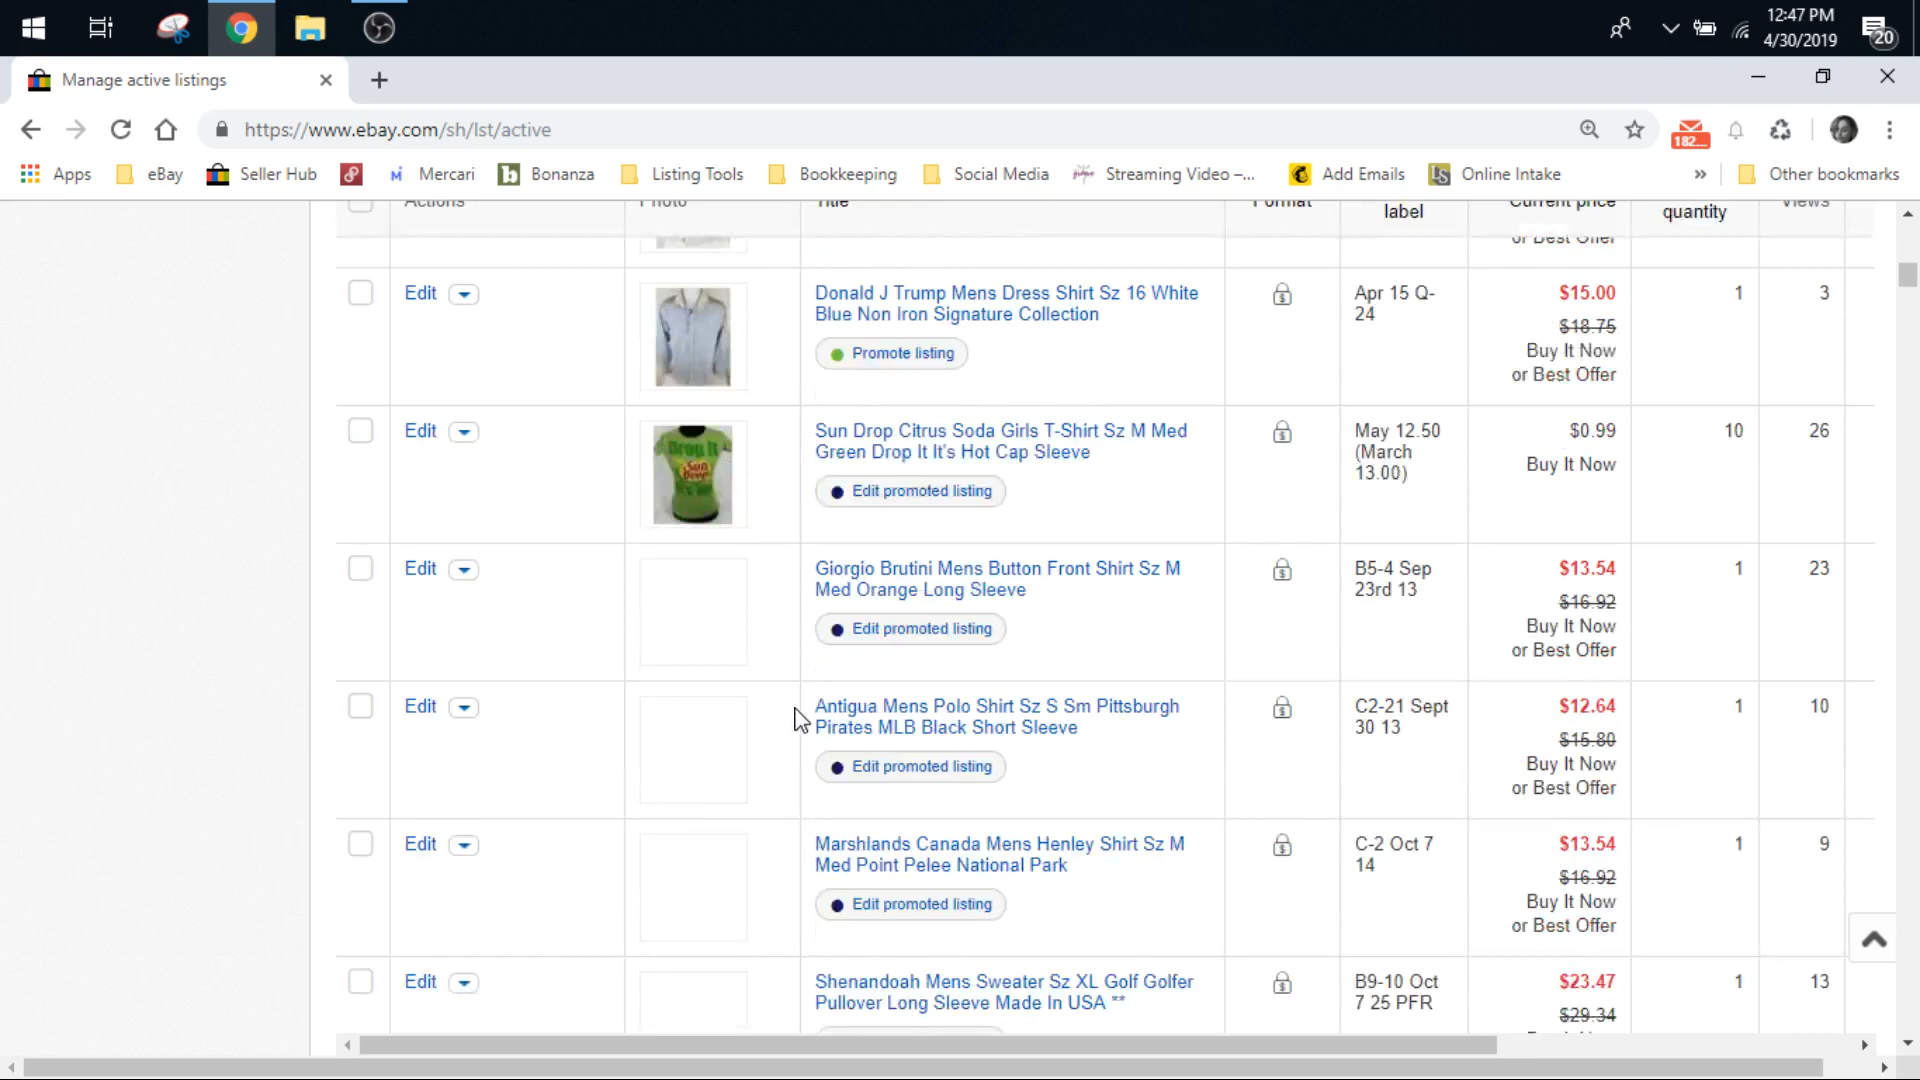 12:47 PM
4/30/2019
20
Manage active listings
https://www.ebay.com/sh/lst/active
182...
Apps eBay Seller Hub Mercari Bonanza Listing Tools Bookkeeping Social Media Streaming Video –... Add Emails Online Intake » Other bookmarks
Actions Photo Title Format label Current price quantity Views
or Best Offer
Edit Donald J Trump Mens Dress Shirt Sz 16 White Apr 15 Q- $15.00 1 3
Blue Non Iron Signature Collection 24 $18.75
Promote listing Buy It Now
or Best Offer
Edit Sun Drop Citrus Soda Girls T-Shirt Sz M Med May 12.50 $0.99 10 26
Green Drop It It's Hot Cap Sleeve (March Buy It Now
13.00)
Edit promoted listing
Edit Giorgio Brutini Mens Button Front Shirt Sz M B5-4 Sep $13.54 1 23
Med Orange Long Sleeve 23rd 13 $16.92
Edit promoted listing Buy It Now
or Best Offer
Edit Antigua Mens Polo Shirt Sz S Sm Pittsburgh C2-21 Sept $12.64 1 10
Pirates MLB Black Short Sleeve 30 13 $15.80
Edit promoted listing Buy It Now
or Best Offer
Edit Marshlands Canada Mens Henley Shirt Sz M C-2 Oct 7 $13.54 1 9
Med Point Pelee National Park 14 $16.92
Edit promoted listing Buy It Now
or Best Offer
Edit Shenandoah Mens Sweater Sz XL Golf Golfer B9-10 Oct $23.47 1 13
Pullover Long Sleeve Made In USA ** 7 25 PFR $29.34